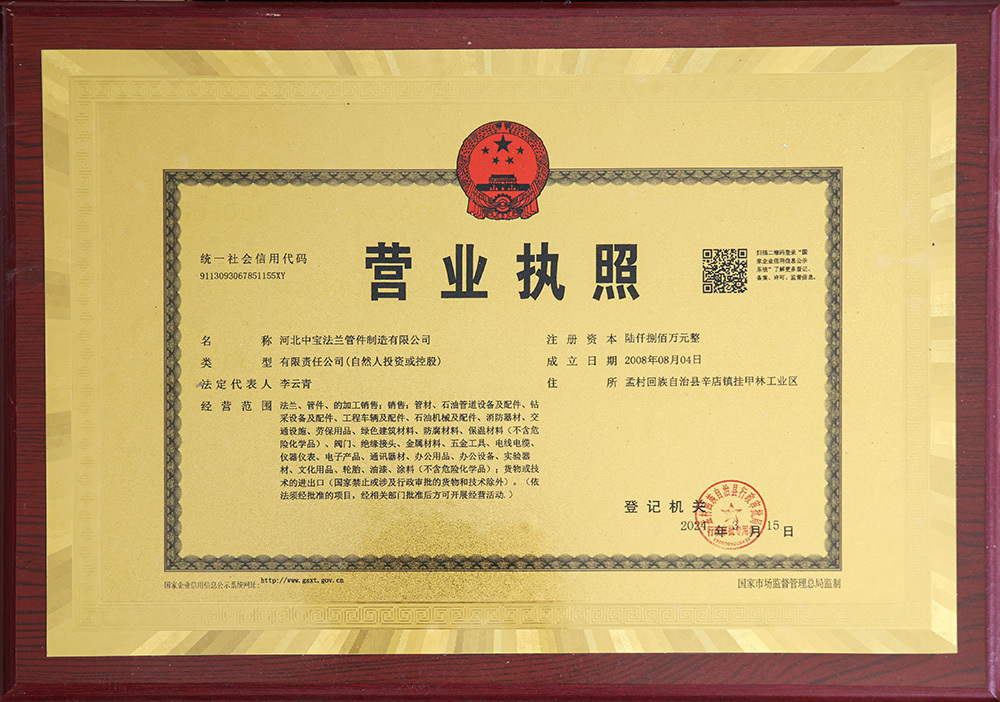 营业执照
统一社会信用代码
9113093067851155XY
扫描二维码登录“国
家企业信用信息公示
系统”了解更多登记、
备案、许可、监管信息。
名 称 河北中宝法兰管件制造有限公司
类 型 有限责任公司(自然人投资或控股)
法定代表人 李云青
经营范围 法兰、管件、的加工销售；销售：管材、石油管道设备及配件、钻
采设备及配件、工程车辆及配件、石油机械及配件、消防器材、交
通设施、劳保用品、绿色建筑材料、防腐材料、保温材料（不含危
险化学品）、阀门、绝缘接头、金属材料、五金工具、电线电缆、
仪器仪表、电子产品、通讯器材、办公用品、办公设备、实验器
材、文化用品、轮胎、油漆、涂料（不含危险化学品）；货物或技
术的进出口（国家禁止或涉及行政审批的货物和技术除外）。（依
法须经批准的项目，经相关部门批准后方可开展经营活动.）
注册资本 陆仟捌佰万元整
成立日期 2008年08月04日
住 所 孟村回族自治县辛店镇挂甲林工业区
登记机关
孟村回族自治县行政审批局
2024 年 3 月 15 日
国家企业信用信息公示系统网址：http://www.gsxt.gov.cn
国家市场监督管理总局监制